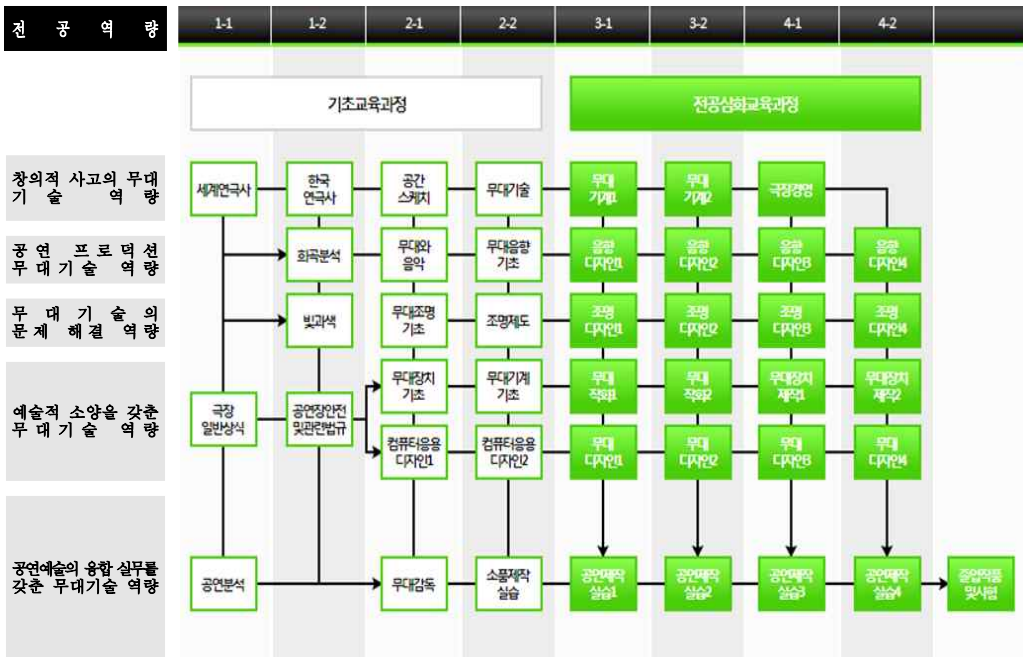 전 공 역 량
1-1
1-2
2-1
2-2
3-1
3-2
4-1
4-2
기초교육과정
전공심화교육과정
창의적 사고의 무대
기 술 역 량
세계연극사
한국
연극사
공간
스케치
무대기술
무대
기계1
무대
기계2
극장경영
공 연 프로덕션
무대기술 역량
화곡분석
무대와
음악
무대음향
기초
음향
디자인1
음향
디자인2
음향
디자인3
음향
디자인4
무 대 기 술 의
문제 해결 역량
빛과색
무대조명
기초
조명제도
조명
디자인1
조명
디자인2
조명
디자인3
조명
디자인4
예술적 소양을 갖춘
무대기술 역량
극장
일반상식
공연장안전
및관련법규
무대장치
기초
무대기계
기초
무대
작화1
무대
작화2
무대장치
제작1
무대장치
제작2
컴퓨터응용
디자인1
컴퓨터응용
디자인2
무대
디자인1
무대
디자인2
무대
디자인3
무대
디자인4
공연예술의 융합 실무를
갖춘 무대기술 역량
공연분석
무대감독
소품제작
실습
공연제작
실습1
공연제작
실습2
공연제작
실습3
공연제작
실습4
졸업작품
및시험